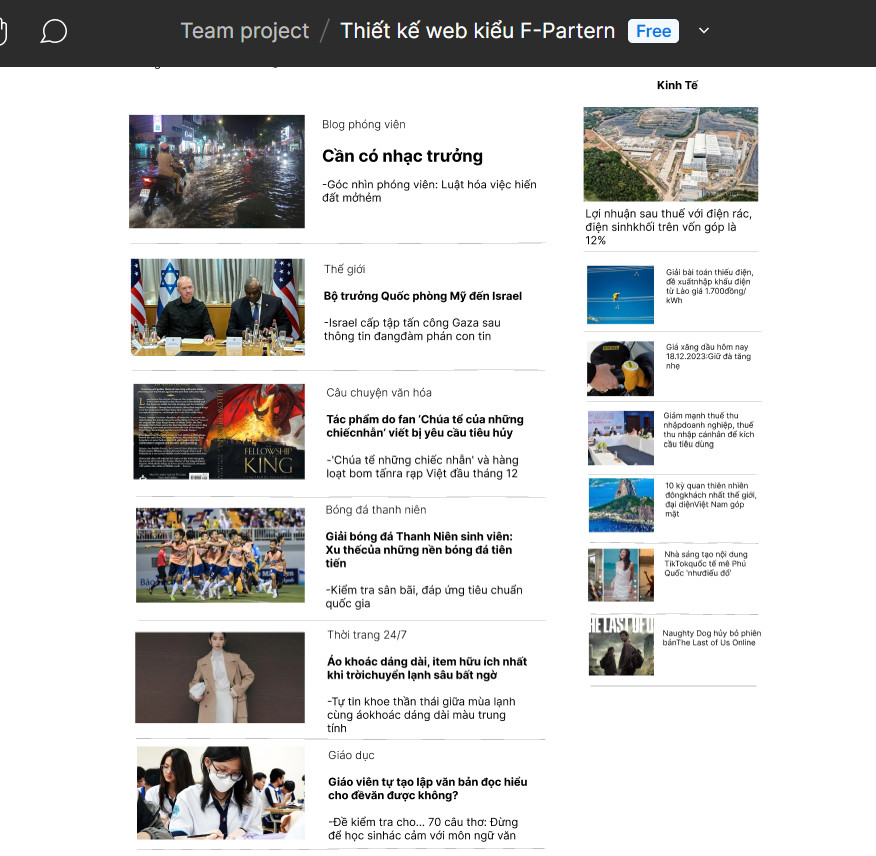 Team project / Thiết kế web kiểu F-Partern Free
Blog phóng viên
Cần có nhạc trưởng
-Góc nhìn phóng viên: Luật hóa việc hiến
đất mởhẻm
Thế giới
Bộ trưởng Quốc phòng Mỹ đến Israel
-Israel cấp tập tấn công Gaza sau
thông tin đangđàm phán con tin
Câu chuyện văn hóa
Tác phẩm do fan ‘Chúa tể của những
chiếcnhẫn’ viết bị yêu cầu tiêu hủy
-'Chúa tể những chiếc nhẫn' và hàng
loạt bom tấnra rạp Việt đầu tháng 12
FELLOWSHIP
KING
Bóng đá thanh niên
Giải bóng đá Thanh Niên sinh viên:
Xu thếcủa những nền bóng đá tiên
tiến
-Kiểm tra sân bãi, đáp ứng tiêu chuẩn
quốc gia
Thời trang 24/7
Áo khoác dáng dài, item hữu ích nhất
khi trờichuyển lạnh sâu bất ngờ
-Tự tin khoe thần thái giữa mùa lạnh
cùng áokhoác dáng dài màu trung
tính
Giáo dục
Giáo viên tự tạo lập văn bản đọc hiểu
cho đềvăn được không?
-Đề kiểm tra cho... 70 câu thơ: Đừng
để học sinhác cảm với môn ngữ văn
Kinh Tế
Lợi nhuận sau thuế với điện rác,
điện sinhkhối trên vốn góp là
12%
Giải bài toán thiếu điện,
đề xuấtnhập khẩu điện
từ Lào giá 1.700đồng/
kWh
Giá xăng dầu hôm nay
18.12.2023:Giữ đà tăng
nhẹ
Giảm mạnh thuế thu
nhậpdoanh nghiệp, thuế
thu nhập cánhân để kích
cầu tiêu dùng
10 kỳ quan thiên nhiên
đôngkhách nhất thế giới,
đại diệnViệt Nam góp
mặt
Nhà sáng tạo nội dung
TikTokquốc tế mê Phú
Quốc 'nhưđiếu đổ'
THE LAST OF U
Naughty Dog hủy bỏ phiên
bảnThe Last of Us Online